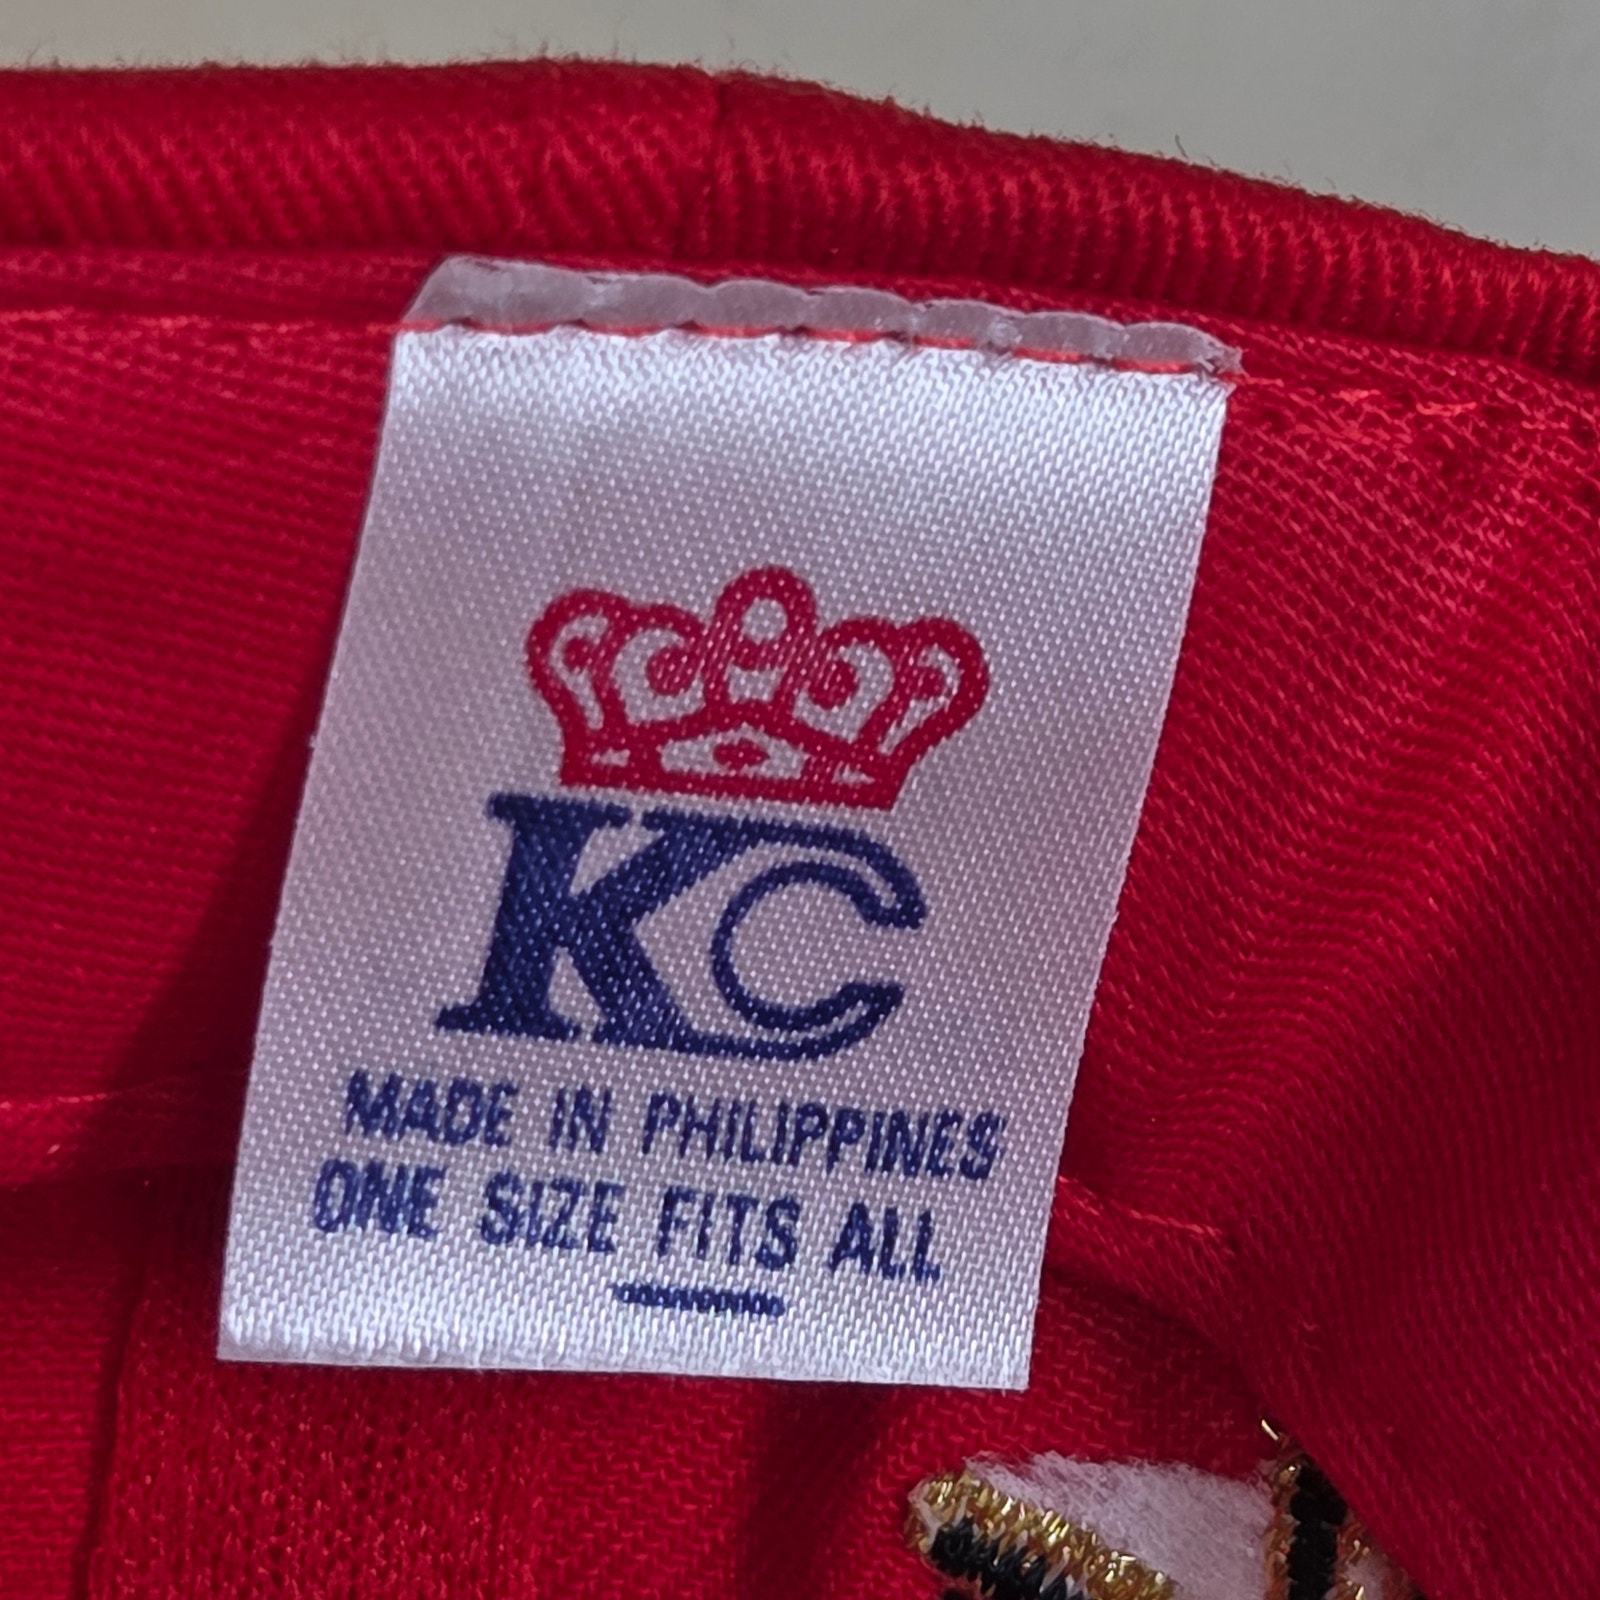 KC
MADE IN PHILIPPINES
ONE SIZE FITS ALL